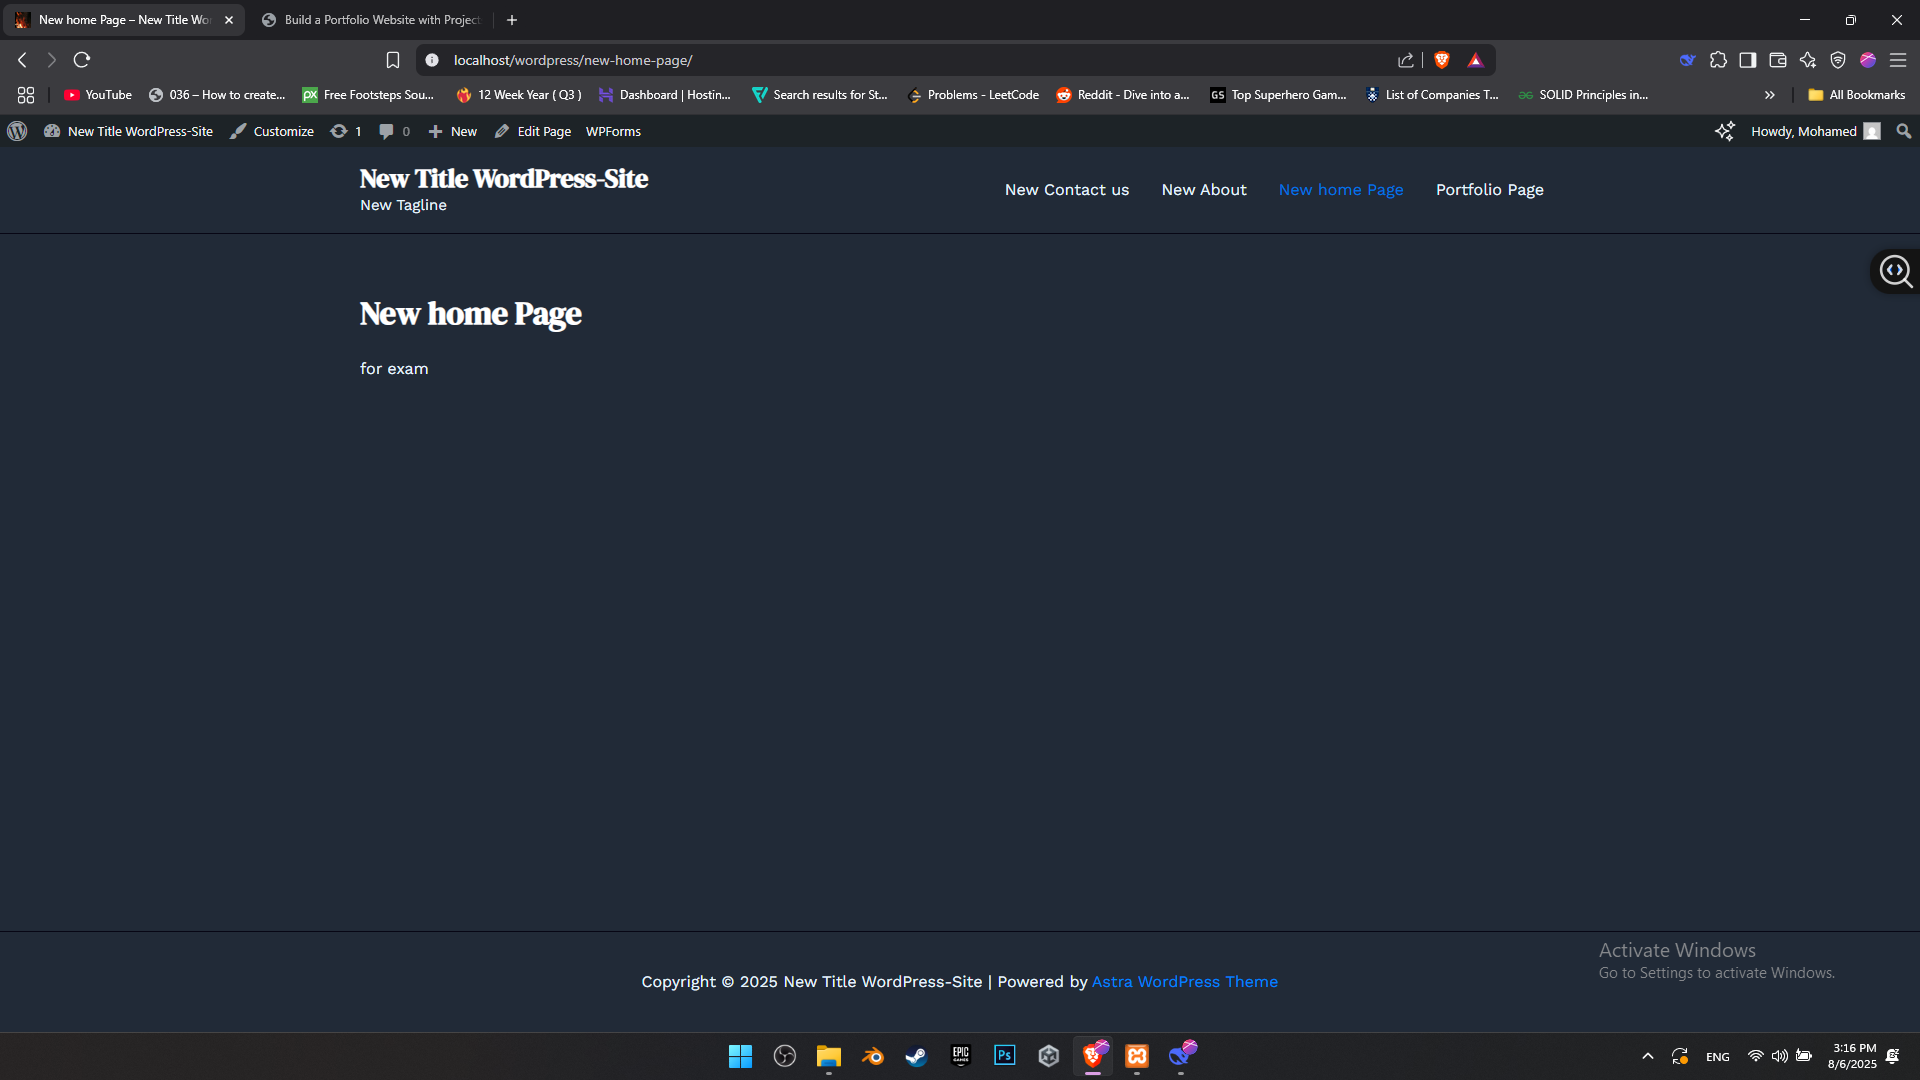 New home Page – New Title Wo
Build a Portfolio Website with Project
localhost/wordpress/new-home-page/
YouTube
036 – How to create...
Free Footsteps Sou...
12 Week Year ( Q3 )
Dashboard | Hostin...
Search results for St...
Problems - LeetCode
Reddit - Dive into a...
GS Top Superhero Gam...
List of Companies T...
SOLID Principles in...
All Bookmarks
New Title WordPress-Site
Customize
1
0
New
Edit Page
WPForms
Howdy, Mohamed
New Title WordPress-Site
New Tagline
New Contact us
New About
New home Page
Portfolio Page
New home Page
for exam
Activate Windows
Go to Settings to activate Windows.
Copyright © 2025 New Title WordPress-Site | Powered by Astra WordPress Theme
EPIC GAMES
Ps
ENG
3:16 PM
8/6/2025